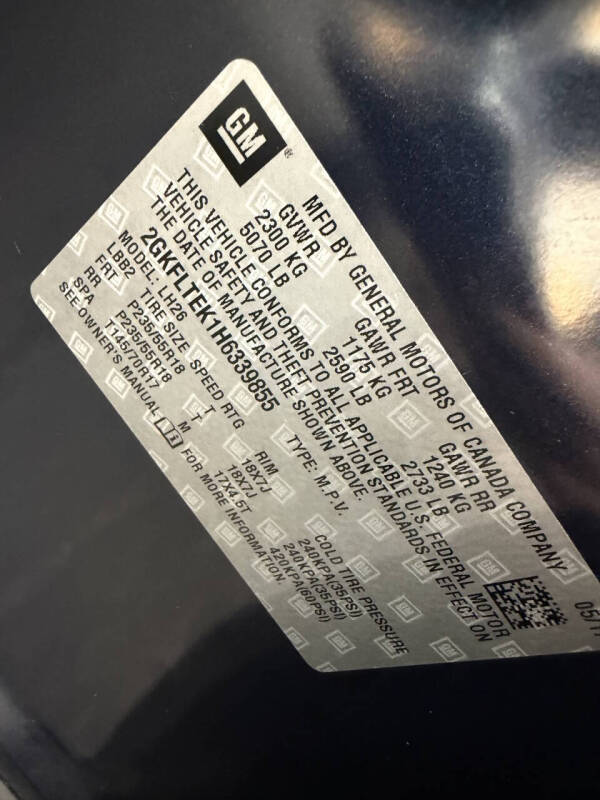 GM
MFD BY GENERAL MOTORS OF CANADA COMPANY
05/17
GVWR GAWR FRT GAWR RR
2300 KG 1175 KG 1240 KG
5070 LB 2590 LB 2733 LB
THIS VEHICLE CONFORMS TO ALL APPLICABLE U.S. FEDERAL MOTOR
VEHICLE SAFETY AND THEFT PREVENTION STANDARDS IN EFFECT ON
THE DATE OF MANUFACTURE SHOWN ABOVE.
2GKFLTEK1H6339855 TYPE: M.P.V.
MODEL: LH26
LBB2 TIRE SIZE SPEED RTG RIM COLD TIRE PRESSURE
FRT P235/55R18 T 18X7J 240KPA(35PSI)
RR P235/55R18 T 18X7J 240KPA(35PSI)
SPA T145/70R17 M 17X4.5T 420KPA(60PSI)
SEE OWNER'S MANUAL FOR MORE INFORMATION.